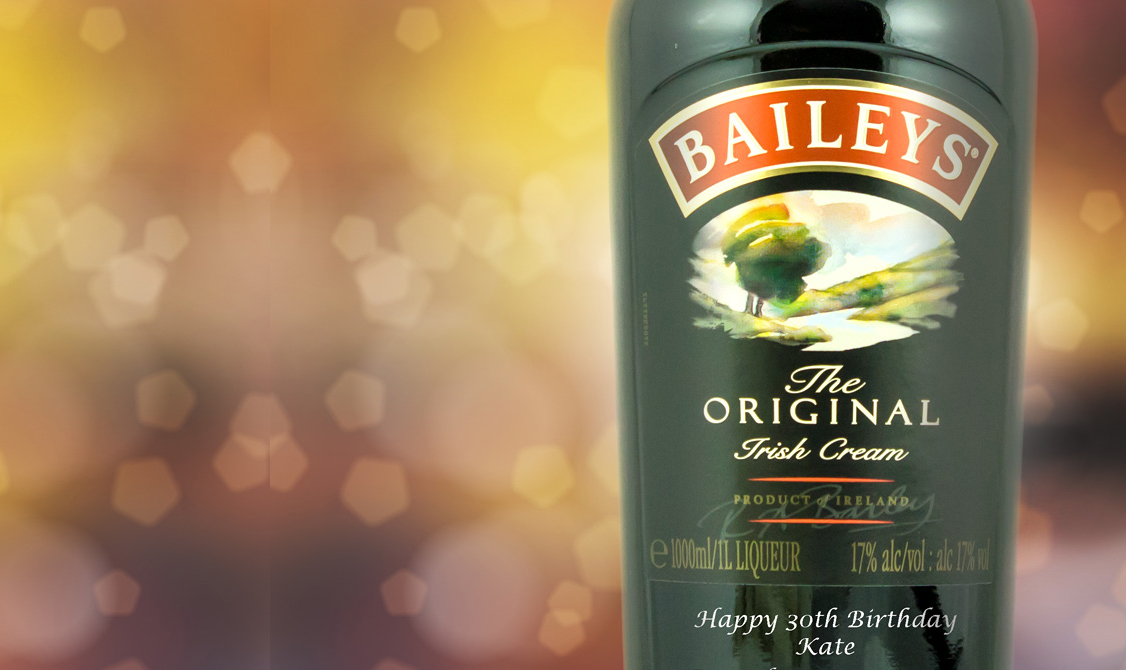 BAILEYS®
The
ORIGINAL
Irish Cream
PRODUCT of IRELAND
R A Bailey
℮ 1000ml/1L LIQUEUR 17% alc/vol : alc 17% vol
Happy 30th Birthday
Kate